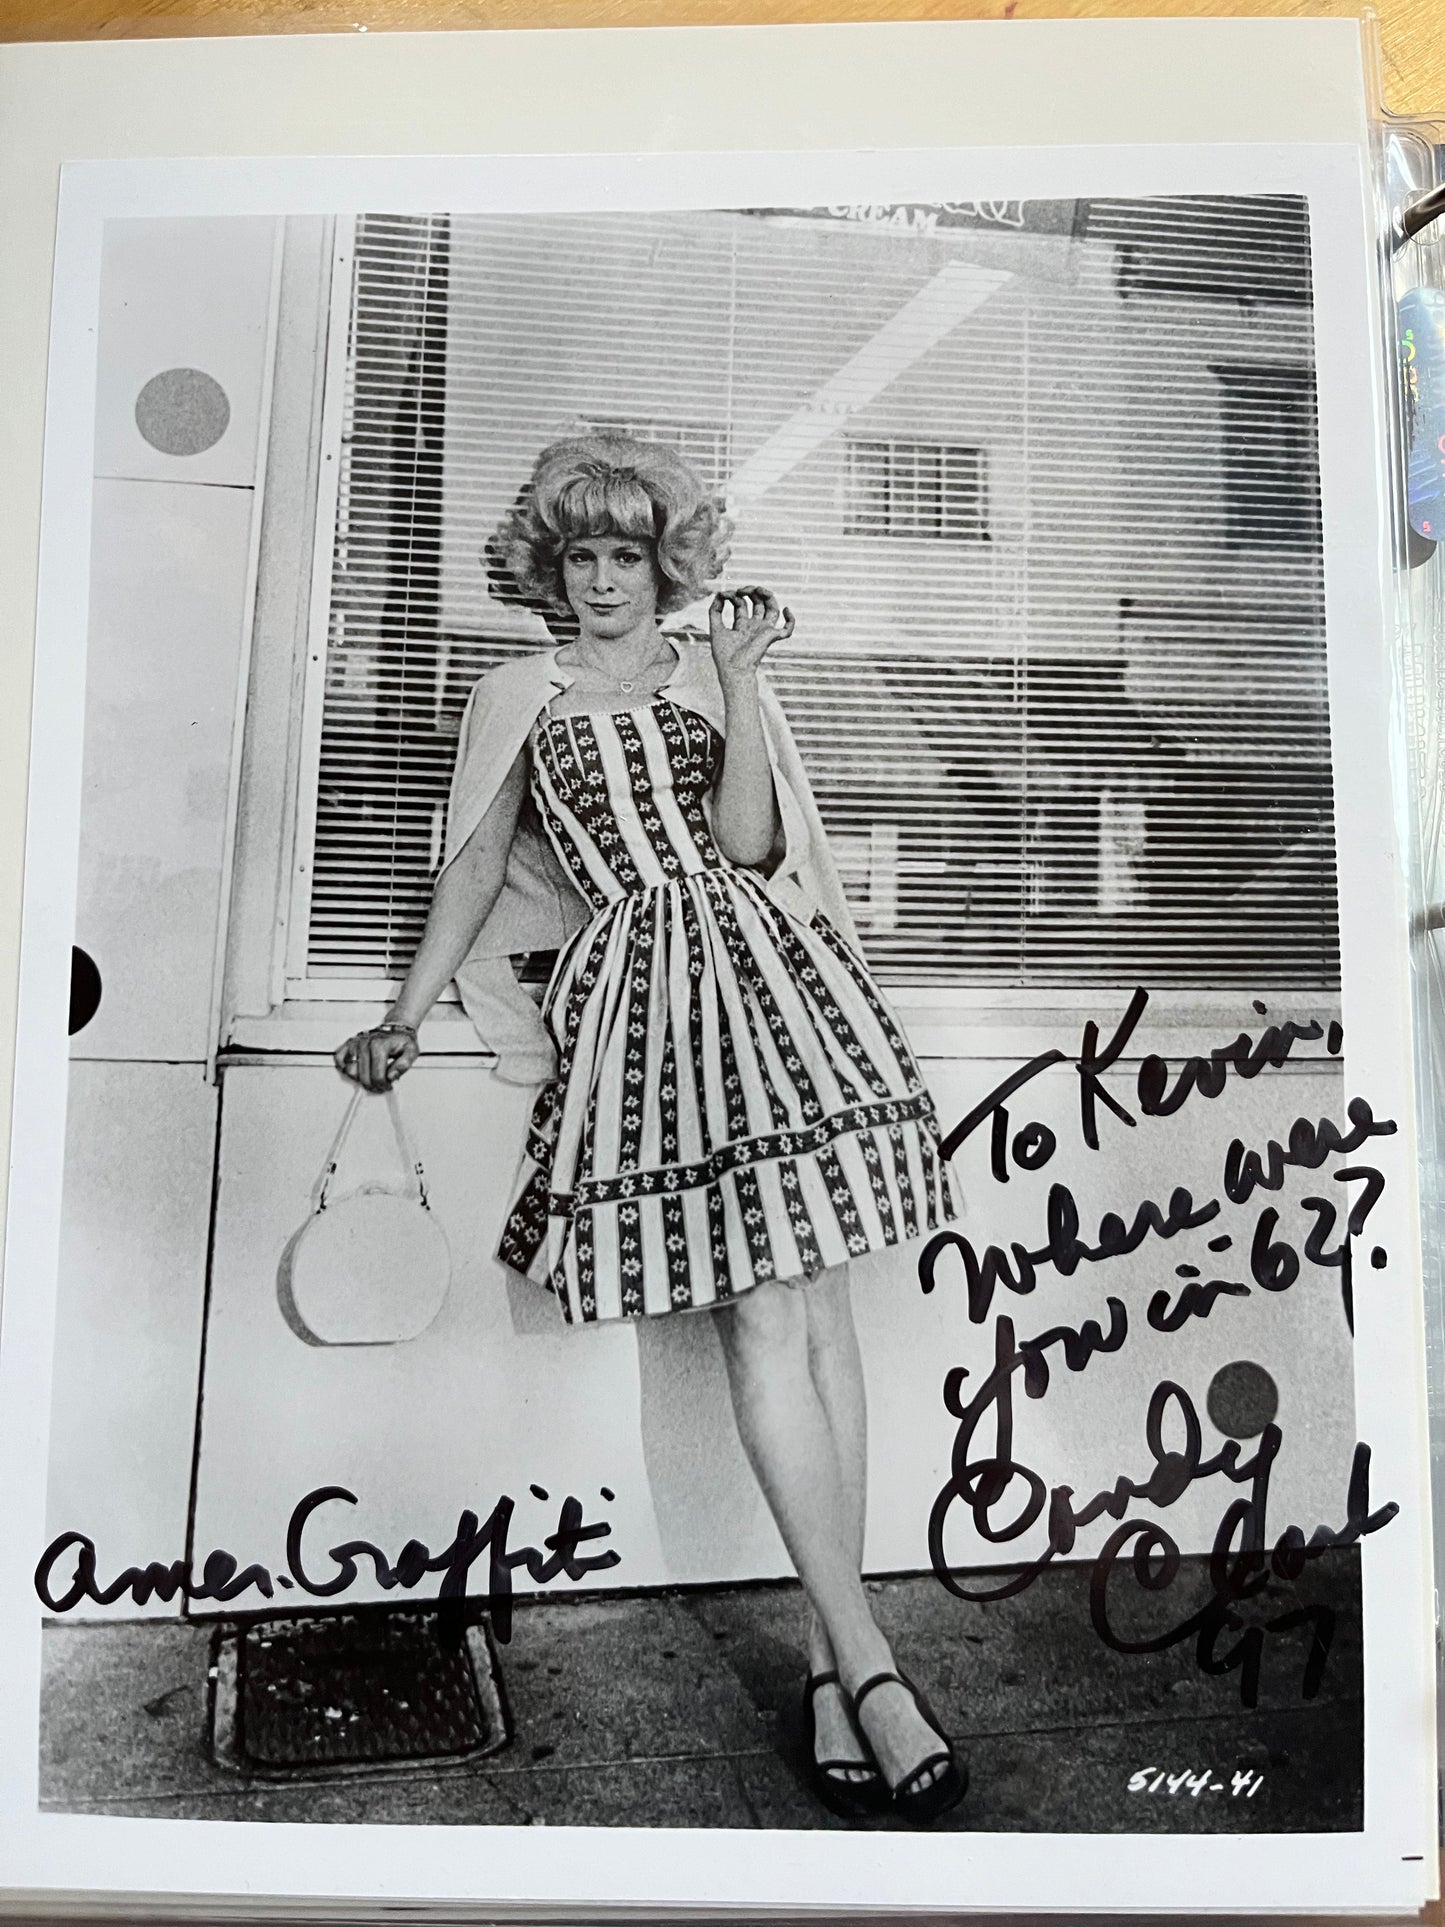 CREAM
To Kevin,
Where were
you in 62?
Candy
Clark
97
Amer. Graffiti
5144-41